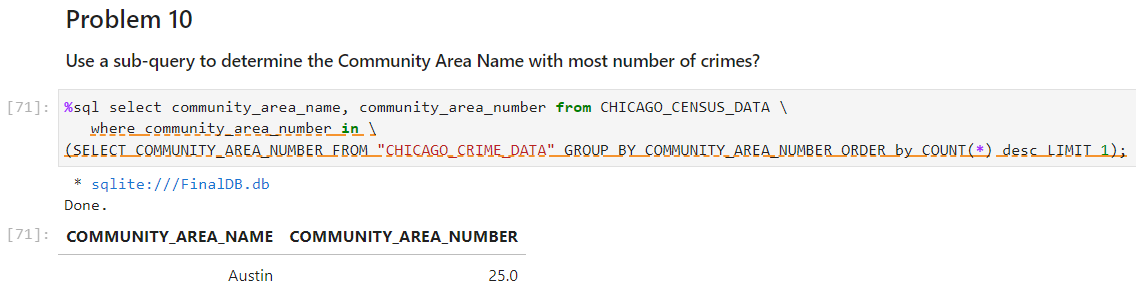 Problem 10
Use a sub-query to determine the Community Area Name with most number of crimes?
[71]: %sql select community_area_name, community_area_number from CHICAGO_CENSUS_DATA \
where community_area_number in \
(SELECT COMMUNITY_AREA_NUMBER FROM "CHICAGO_CRIME_DATA" GROUP BY COMMUNITY_AREA_NUMBER ORDER by COUNT(*) desc LIMIT 1);
* sqlite:///FinalDB.db
Done.
[71]: COMMUNITY_AREA_NAME COMMUNITY_AREA_NUMBER
Austin 25.0